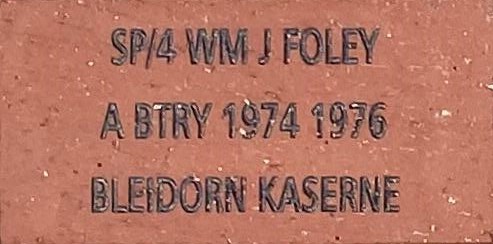 SP/4 WM J FOLEY
A BTRY 1974 1976
BLEIDORN KASERNE